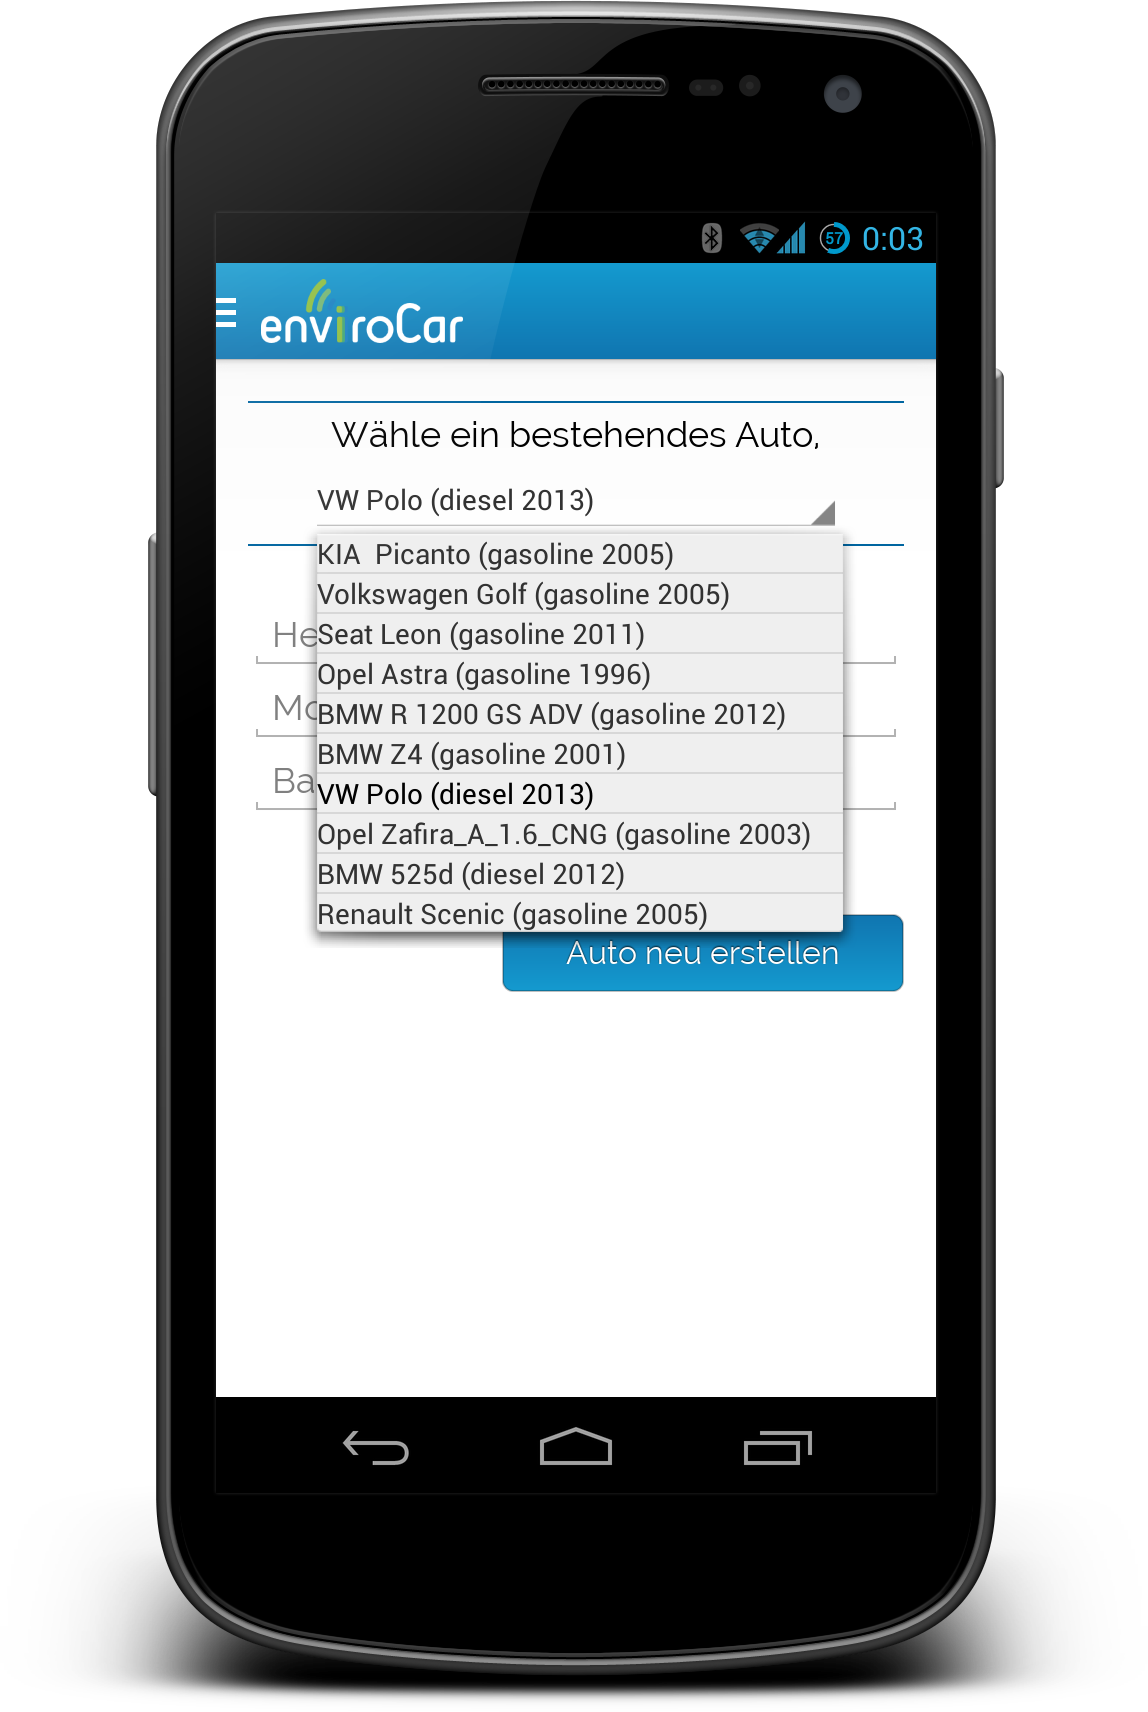 57 0:03
enviroCar
Wähle ein bestehendes Auto,
VW Polo (diesel 2013)
KIA  Picanto (gasoline 2005)
Volkswagen Golf (gasoline 2005)
He
Seat Leon (gasoline 2011)
Opel Astra (gasoline 1996)
Mo
BMW R 1200 GS ADV (gasoline 2012)
BMW Z4 (gasoline 2001)
Ba
VW Polo (diesel 2013)
Opel Zafira_A_1.6_CNG (gasoline 2003)
BMW 525d (diesel 2012)
Renault Scenic (gasoline 2005)
Auto neu erstellen